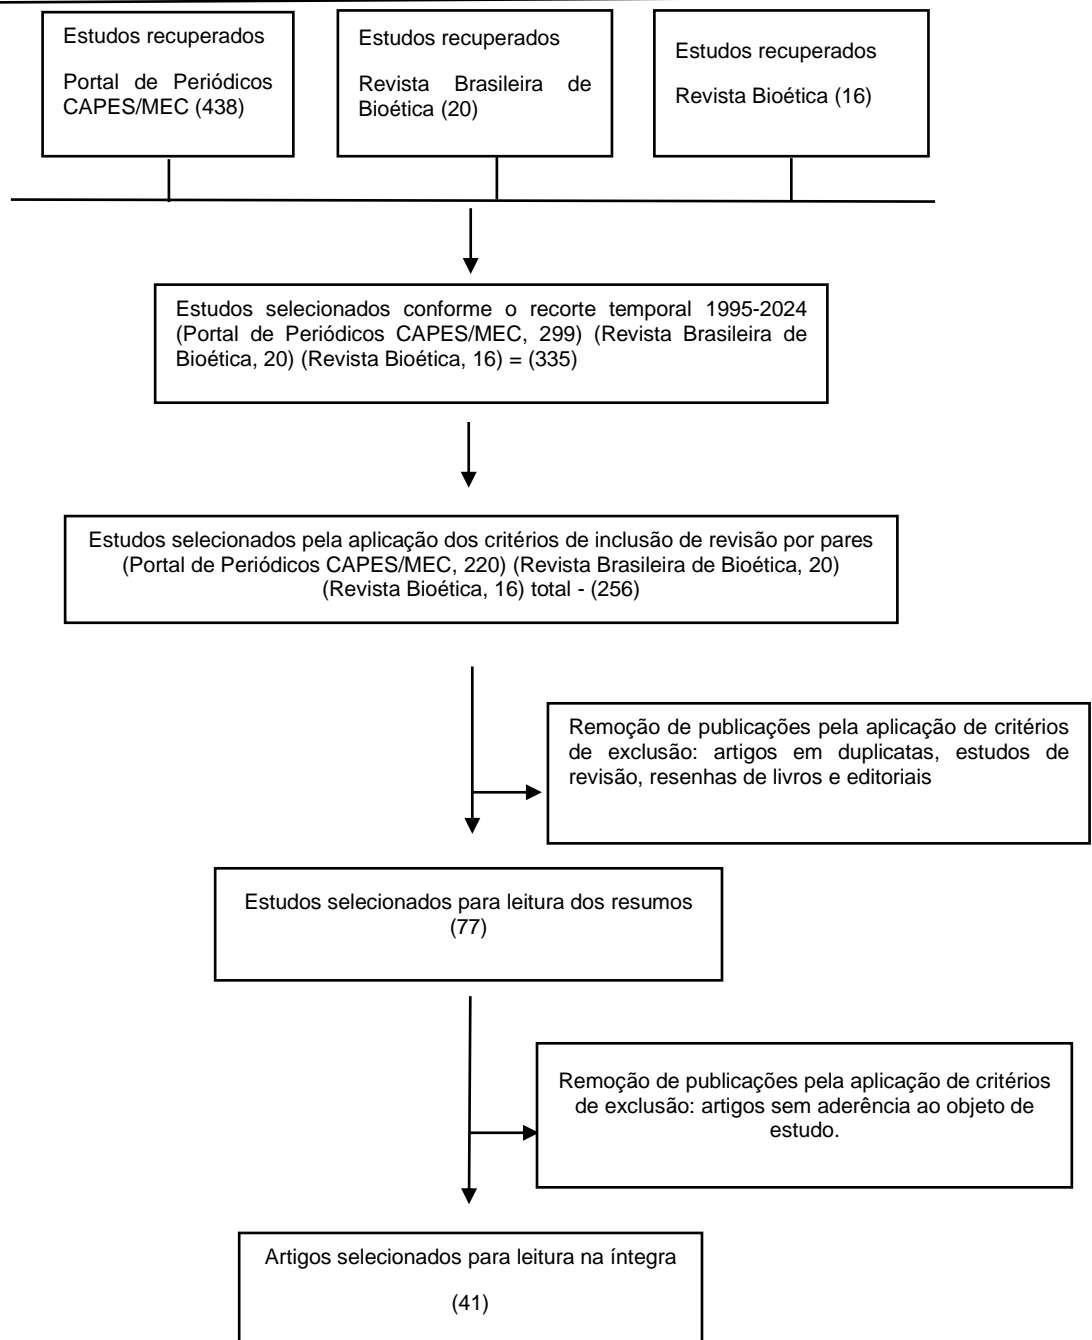 Estudos recuperados
Portal de Periódicos
CAPES/MEC (438)
Estudos recuperados
Revista Brasileira de
Bioética (20)
Estudos recuperados
Revista Bioética (16)
Estudos selecionados conforme o recorte temporal 1995-2024
(Portal de Periódicos CAPES/MEC, 299) (Revista Brasileira de
Bioética, 20) (Revista Bioética, 16) = (335)
Estudos selecionados pela aplicação dos critérios de inclusão de revisão por pares
(Portal de Periódicos CAPES/MEC, 220) (Revista Brasileira de Bioética, 20)
(Revista Bioética, 16) total - (256)
Remoção de publicações pela aplicação de critérios
de exclusão: artigos em duplicatas, estudos de
revisão, resenhas de livros e editoriais
Estudos selecionados para leitura dos resumos
(77)
Remoção de publicações pela aplicação de critérios
de exclusão: artigos sem aderência ao objeto de
estudo.
Artigos selecionados para leitura na íntegra
(41)